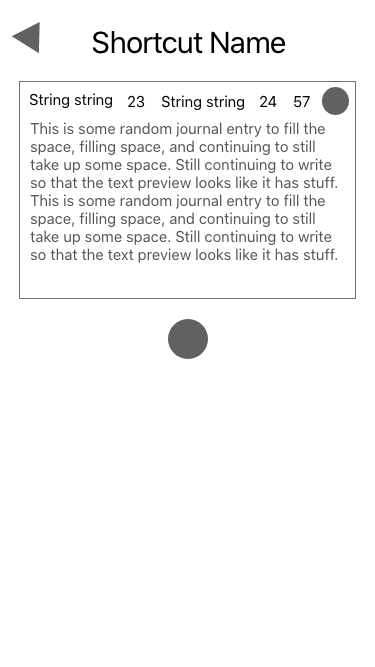 Shortcut Name
String string 23 String string 24 57
This is some random journal entry to fill the
space, filling space, and continuing to still
take up some space. Still continuing to write
so that the text preview looks like it has stuff.
This is some random journal entry to fill the
space, filling space, and continuing to still
take up some space. Still continuing to write
so that the text preview looks like it has stuff.